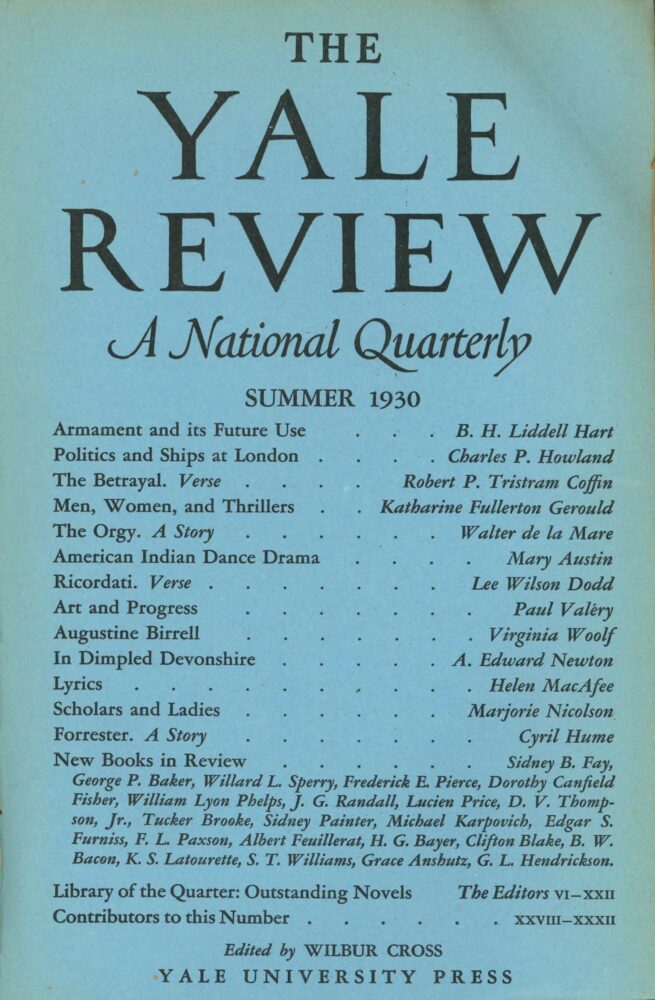 THE
YALE
REVIEW
A National Quarterly
SUMMER 1930
Armament and its Future Use . . . B. H. Liddell Hart
Politics and Ships at London . . . . Charles P. Howland
The Betrayal. Verse . . . . Robert P. Tristram Coffin
Men, Women, and Thrillers . . Katharine Fullerton Gerould
The Orgy. A Story . . . . . . Walter de la Mare
American Indian Dance Drama . . . . Mary Austin
Ricordati. Verse . . . . . . . Lee Wilson Dodd
Art and Progress . . . . . . . Paul Valéry
Augustine Birrell . . . . . . . Virginia Woolf
In Dimpled Devonshire . . . . . A. Edward Newton
Lyrics . . . . . . . . . . Helen MacAfee
Scholars and Ladies . . . . . . Marjorie Nicolson
Forrester. A Story . . . . . . Cyril Hume
New Books in Review . . . . . . Sidney B. Fay,
George P. Baker, Willard L. Sperry, Frederick E. Pierce, Dorothy Canfield
Fisher, William Lyon Phelps, J. G. Randall, Lucien Price, D. V. Thomp-
son, Jr., Tucker Brooke, Sidney Painter, Michael Karpovich, Edgar S.
Furniss, F. L. Paxson, Albert Feuillerat, H. G. Bayer, Clifton Blake, B. W.
Bacon, K. S. Latourette, S. T. Williams, Grace Anshutz, G. L. Hendrickson.
Library of the Quarter: Outstanding Novels The Editors VI–XXII
Contributors to this Number . . . . . . XXVIII–XXXII
Edited by WILBUR CROSS
YALE UNIVERSITY PRESS